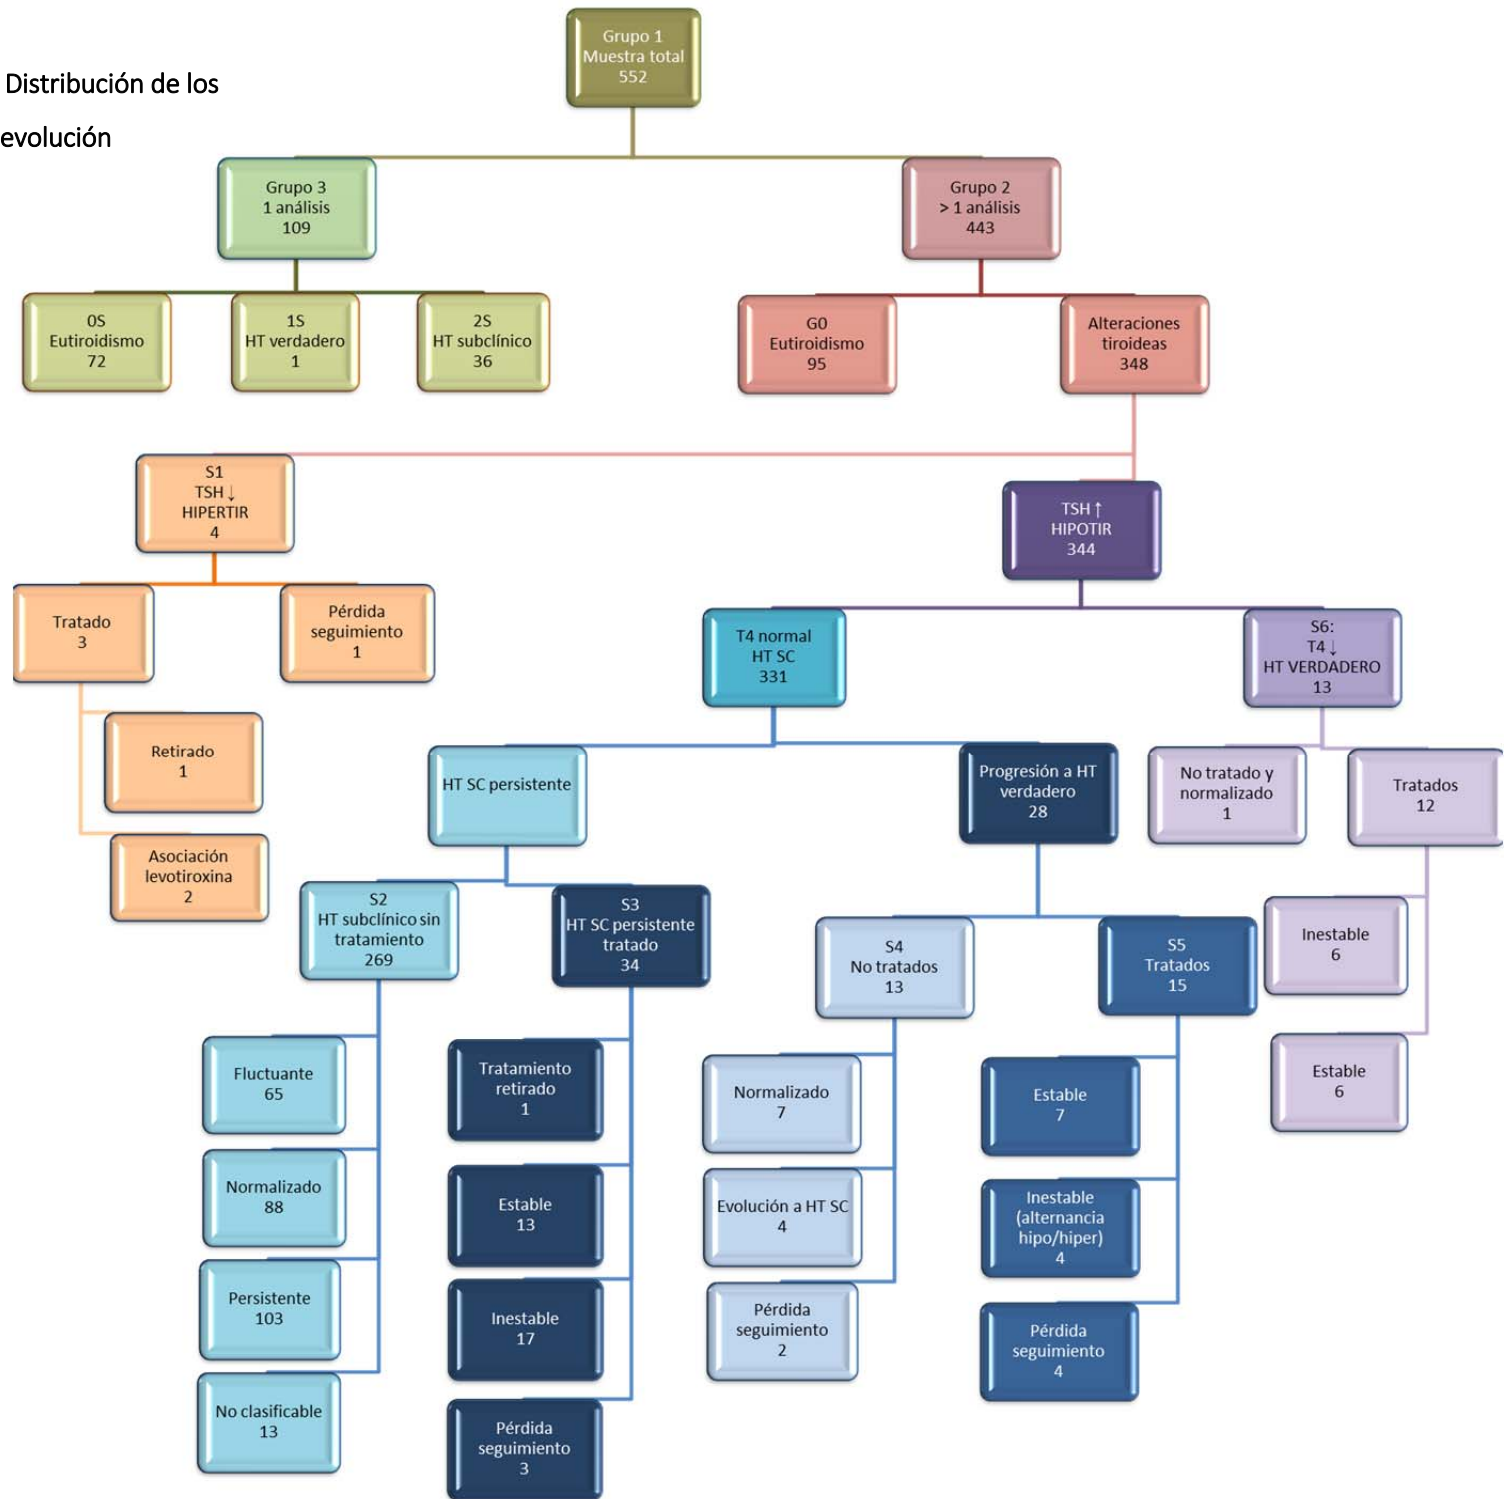 Distribución de los
evolución
Grupo 1
Muestra total
552
Grupo 3
1 análisis
109
Grupo 2
> 1 análisis
443
0S
Eutiroidismo
72
1S
HT verdadero
1
2S
HT subclínico
36
G0
Eutiroidismo
95
Alteraciones
tiroideas
348
S1
TSH ↓
HIPERTIR
4
TSH ↑
HIPOTIR
344
Tratado
3
Pérdida
seguimiento
1
T4 normal
HT SC
331
S6:
T4 ↓
HT VERDADERO
13
Retirado
1
Asociación
levotiroxina
2
HT SC persistente
Progresión a HT
verdadero
28
No tratado y
normalizado
1
Tratados
12
S2
HT subclínico sin
tratamiento
269
S3
HT SC persistente
tratado
34
S4
No tratados
13
S5
Tratados
15
Inestable
6
Estable
6
Fluctuante
65
Normalizado
88
Persistente
103
No clasificable
13
Tratamiento
retirado
1
Estable
13
Inestable
17
Pérdida
seguimiento
3
Normalizado
7
Evolución a HT SC
4
Pérdida
seguimiento
2
Estable
7
Inestable
(alternancia
hipo/hiper)
4
Pérdida
seguimiento
4